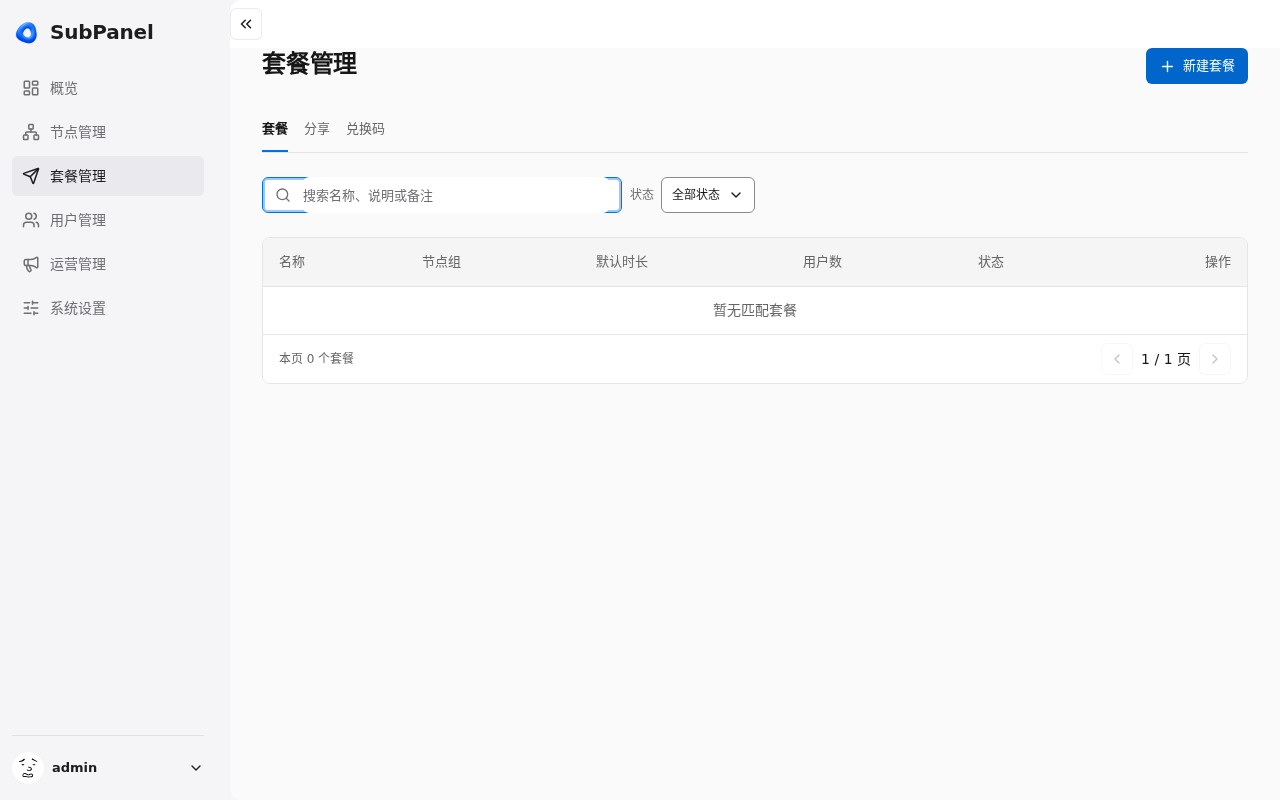 SubPanel
概览
节点管理
套餐管理
用户管理
运营管理
系统设置
admin
套餐管理
新建套餐
套餐 分享 兑换码
搜索名称、说明或备注 状态 全部状态
名称 节点组 默认时长 用户数 状态 操作
暂无匹配套餐
本页 0 个套餐 1 / 1 页